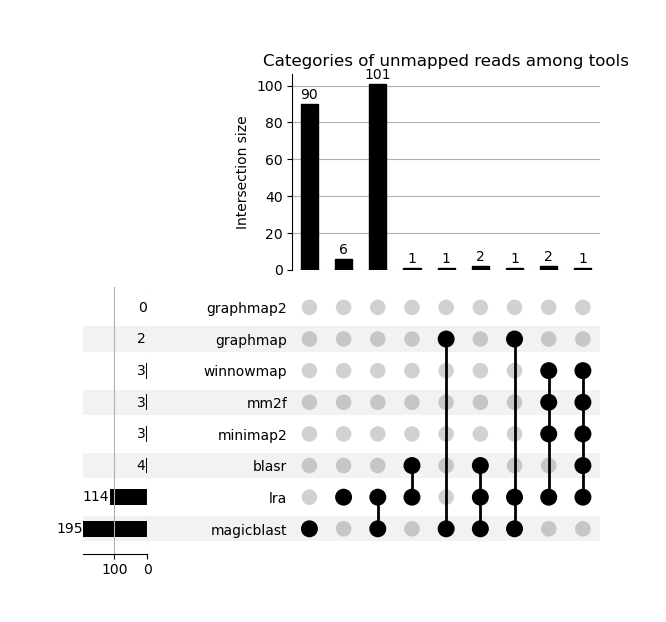 Categories of unmapped reads among tools
101
100
90
80
60
40
20
0
Intersection size
6
1
1
2
1
2
1
0 graphmap2
2 graphmap
3 winnowmap
3 mm2f
3 minimap2
4 blasr
114 lra
195 magicblast
100 0